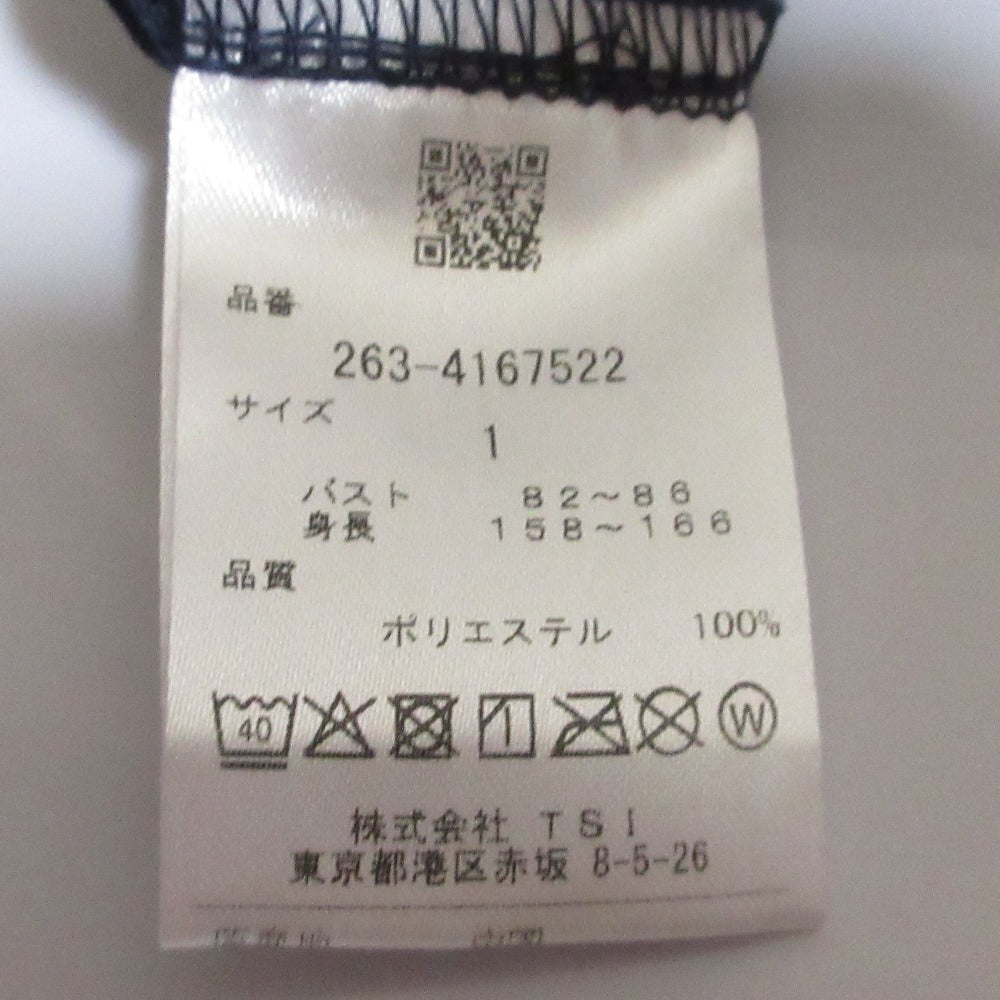 品番
263-4167522
サイズ
1
バスト 82～86
身長 158～166
品質
ポリエステル 100%
40 W
株式会社 TSI
東京都港区赤坂 8-5-26